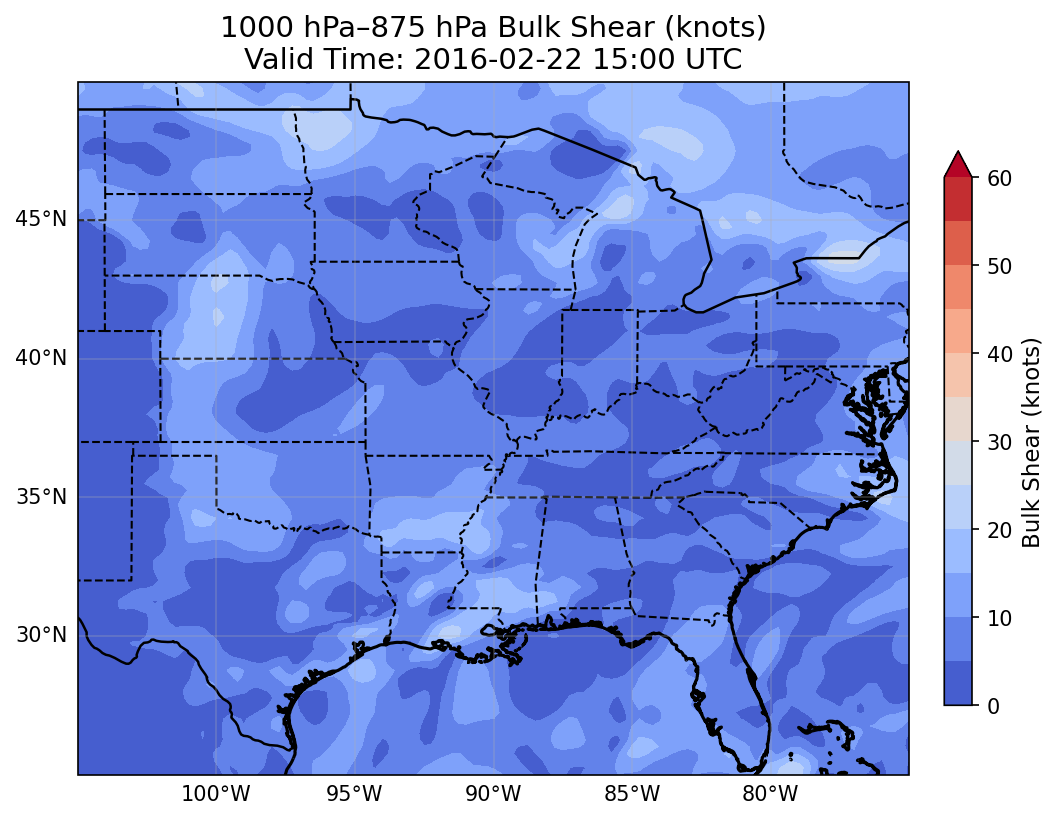 1000 hPa–875 hPa Bulk Shear (knots)
Valid Time: 2016-02-22 15:00 UTC
45°N
40°N
35°N
30°N
100°W
95°W
90°W
85°W
80°W
60
50
40
30
20
10
0
Bulk Shear (knots)